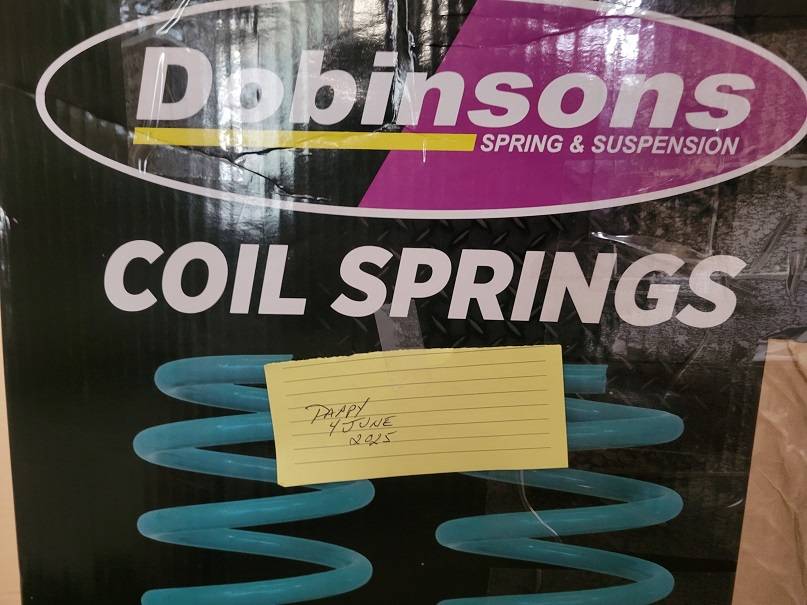 Dobinsons
SPRING & SUSPENSION
COIL SPRINGS
PAPPY
4 JUNE
2025